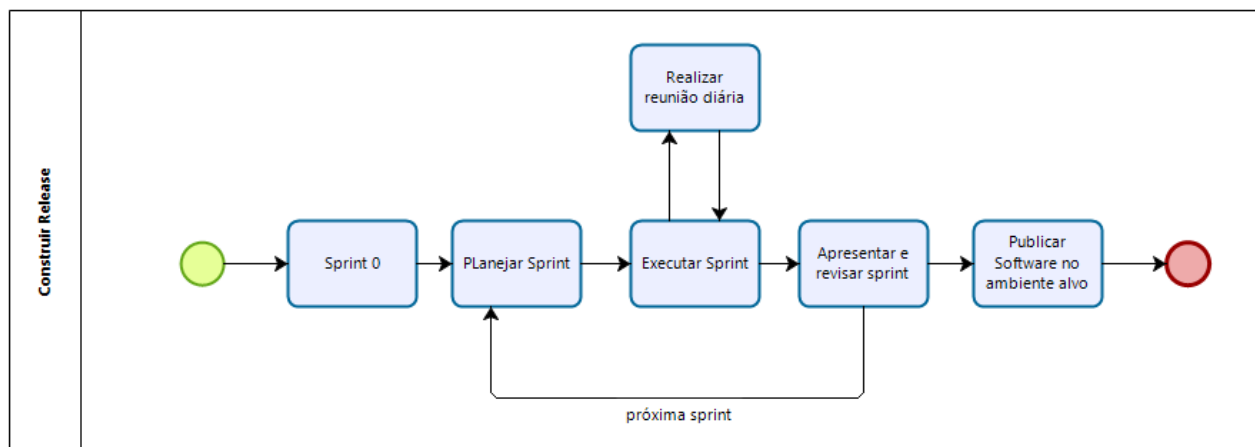 Construir Release
Realizar
reunião diária
Sprint 0
PLanejar Sprint
Executar Sprint
Apresentar e
revisar sprint
Publicar
Software no
ambiente alvo
próxima sprint